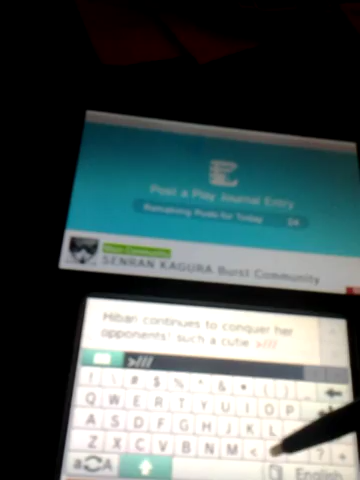 Post a Play Journal Entry
Remaining Posts for Today
SENRAN KAGURA Burst Community
Hibari continues to conquer her
opponents! such a cutie. >///
>///
! \ # $ % ^ & * ( ) _
Q W E R T Y U I O P
A S D F G H J K L
Z X C V B N M < ? +
a A English